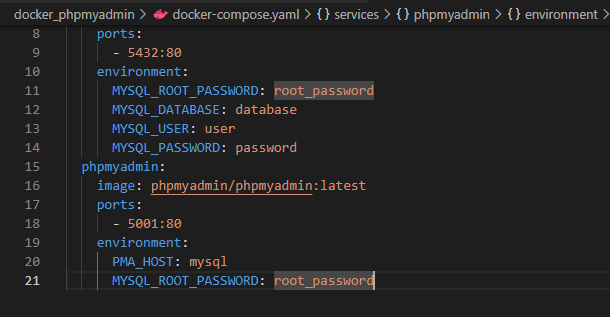 docker_phpmyadmin > docker-compose.yaml > {} services > {} phpmyadmin > {} environment >
8 ports:
9 - 5432:80
10 environment:
11 MYSQL_ROOT_PASSWORD: root_password
12 MYSQL_DATABASE: database
13 MYSQL_USER: user
14 MYSQL_PASSWORD: password
15 phpmyadmin:
16 image: phpmyadmin/phpmyadmin:latest
17 ports:
18 - 5001:80
19 environment:
20 PMA_HOST: mysql
21 MYSQL_ROOT_PASSWORD: root_password